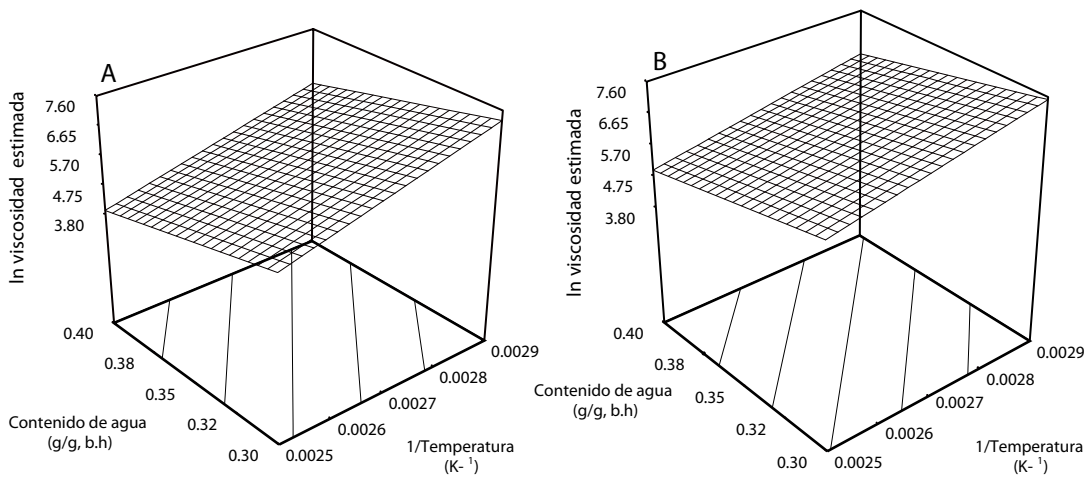 A
7.60
6.65
5.70
4.75
3.80
ln viscosidad estimada
0.40
0.38
0.35
0.32
0.30
Contenido de agua
(g/g, b.h)
0.0025
0.0026
0.0027
0.0028
0.0029
1/Temperatura
(K- ¹)
B
7.60
6.65
5.70
4.75
3.80
ln viscosidad estimada
0.40
0.38
0.35
0.32
0.30
Contenido de agua
(g/g, b.h)
0.0025
0.0026
0.0027
0.0028
0.0029
1/Temperatura
(K- ¹)